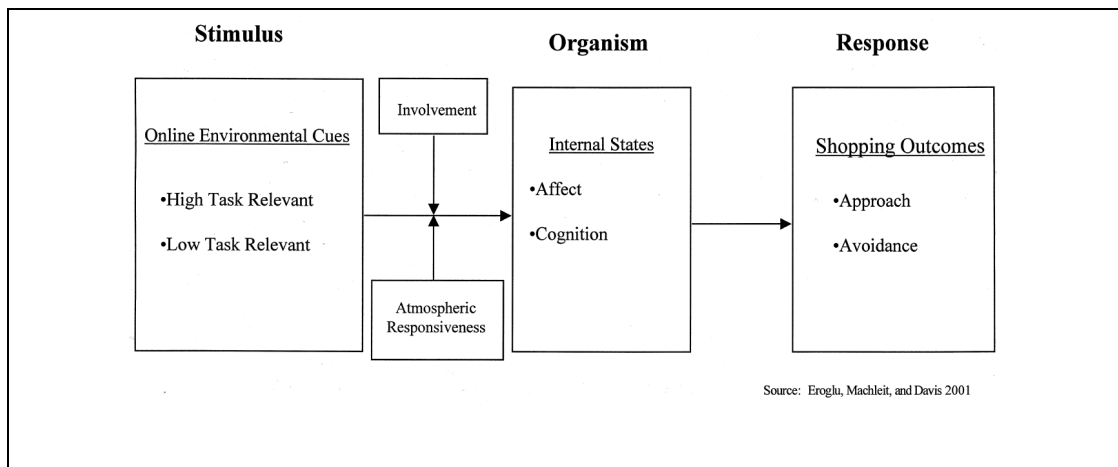 Stimulus
Organism
Response
Involvement
Online Environmental Cues
•High Task Relevant
•Low Task Relevant
Atmospheric
Responsiveness
Internal States
•Affect
•Cognition
Shopping Outcomes
•Approach
•Avoidance
Source: Eroglu, Machleit, and Davis 2001